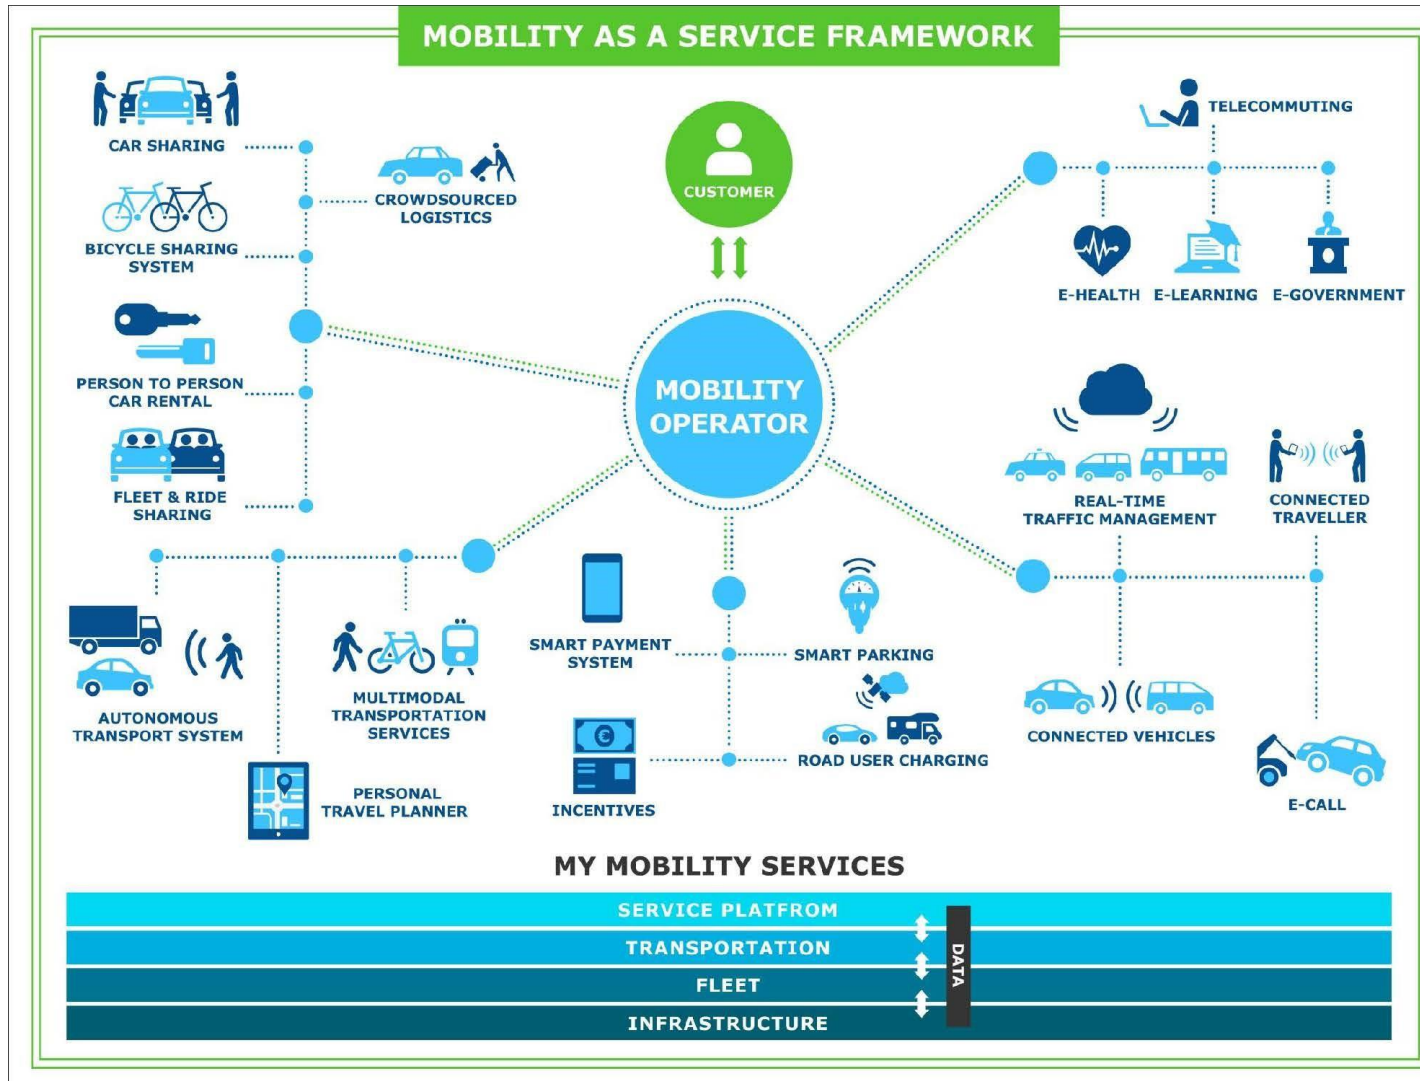 MOBILITY AS A SERVICE FRAMEWORK
CAR SHARING
CROWDSOURCED
LOGISTICS
BICYCLE SHARING
SYSTEM
PERSON TO PERSON
CAR RENTAL
FLEET & RIDE
SHARING
CUSTOMER
MOBILITY
OPERATOR
TELECOMMUTING
E-HEALTH
E-LEARNING
E-GOVERNMENT
REAL-TIME
TRAFFIC MANAGEMENT
CONNECTED
TRAVELLER
CONNECTED VEHICLES
E-CALL
AUTONOMOUS
TRANSPORT SYSTEM
PERSONAL
TRAVEL PLANNER
MULTIMODAL
TRANSPORTATION
SERVICES
SMART PAYMENT
SYSTEM
SMART PARKING
€
INCENTIVES
ROAD USER CHARGING
MY MOBILITY SERVICES
SERVICE PLATFROM
TRANSPORTATION
FLEET
INFRASTRUCTURE
DATA